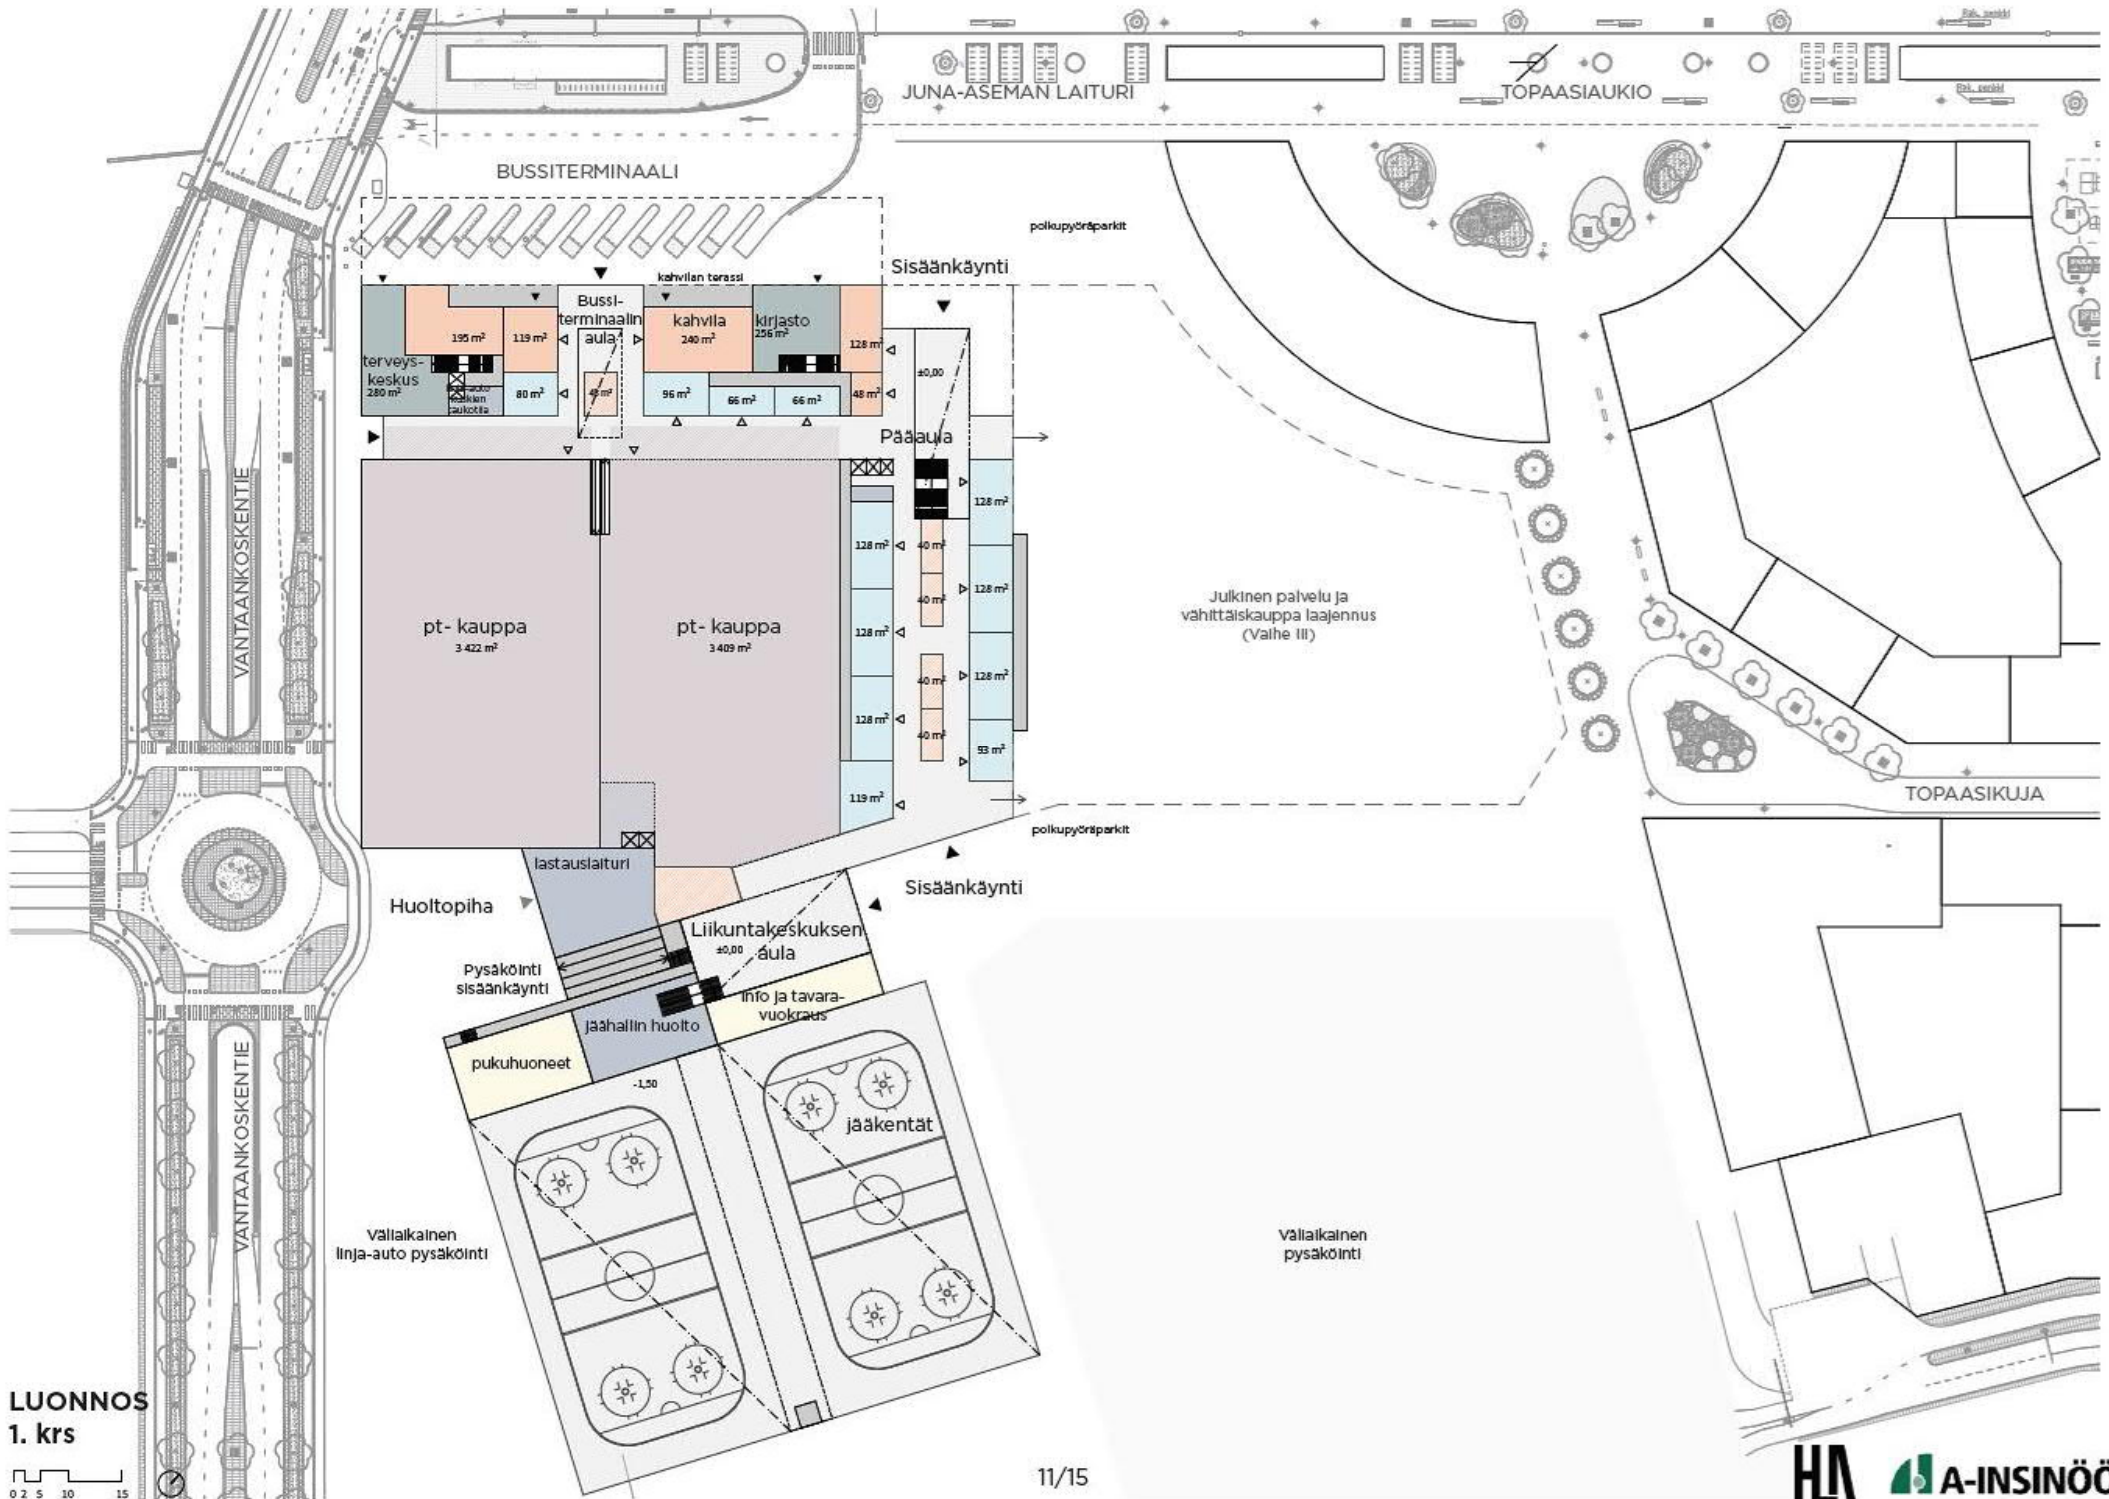 Rak. penkki
JUNA-ASEMAN LAITURI
TOPAASIAUKIO
Rak. penkki
BUSSITERMINAALI
polkupyöräparkit
Sisäänkäynti
kahvilan terassi
Bussi-
terminaalin
aula
195 m²
119 m²
kahvila
240 m²
kirjasto
256 m²
128 m²
terveys-
keskus
280 m²
80 m²
96 m²
66 m²
66 m²
48 m²
±0,00
Pääaula
VANTAANKOSKENTIE
pt- kauppa
3 422 m²
pt- kauppa
3 409 m²
128 m²
128 m²
128 m²
119 m²
40 m²
40 m²
40 m²
40 m²
128 m²
128 m²
128 m²
93 m²
Julkinen palvelu ja
vähittäiskauppa laajennus
(Vaihe III)
TOPAASIKUJA
polkupyöräparkit
lastauslaituri
Huoltopiha
Sisäänkäynti
Liikuntakeskuksen
aula
±0,00
Pysäköinti
sisäänkäynti
info ja tavara-
vuokraus
jäähallin huolto
pukuhuoneet
-1,50
jääkentät
VANTAANKOSKENTIE
Väliaikainen
linja-auto pysäköinti
Väliaikainen
pysäköinti
LUONNOS
1. krs
0 2 5 10 15
11/15
HLA
A-INSINÖÖ